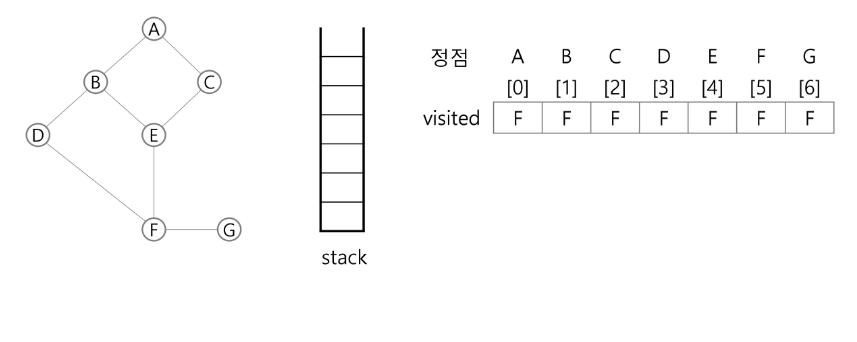 A
B
C
D
E
F
G
stack
정점 A B C D E F G
[0] [1] [2] [3] [4] [5] [6]
visited F F F F F F F